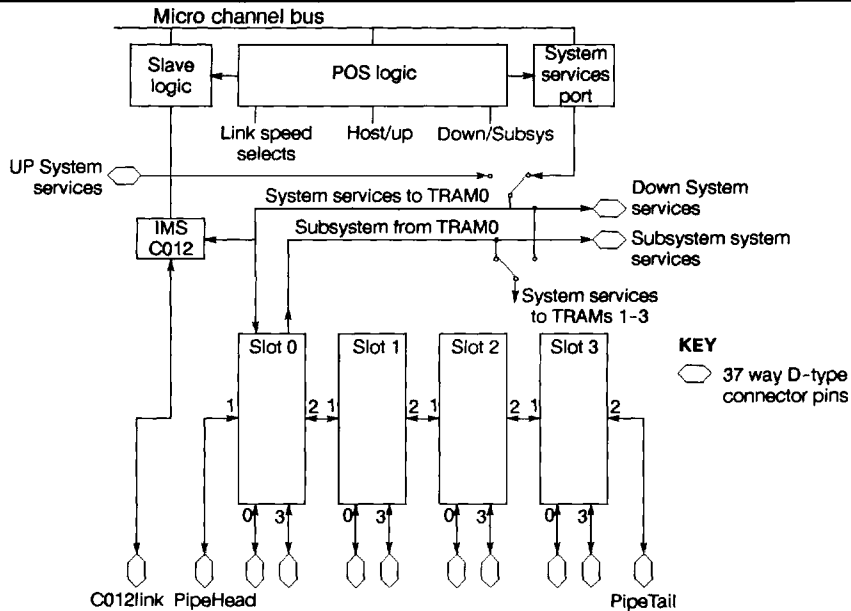 Micro channel bus
Slave
logic
POS logic
System
services
port
Link speed
selects
Host/up
Down/Subsys
UP System
services
System services to TRAM0
Down System
services
IMS
C012
Subsystem from TRAM0
Subsystem system
services
System services
to TRAMs 1-3
Slot 0
Slot 1
Slot 2
Slot 3
KEY
37 way D-type
connector pins
1
2
1
2
1
2
1
2
0
3
0
3
0
3
0
3
C012link
PipeHead
PipeTail